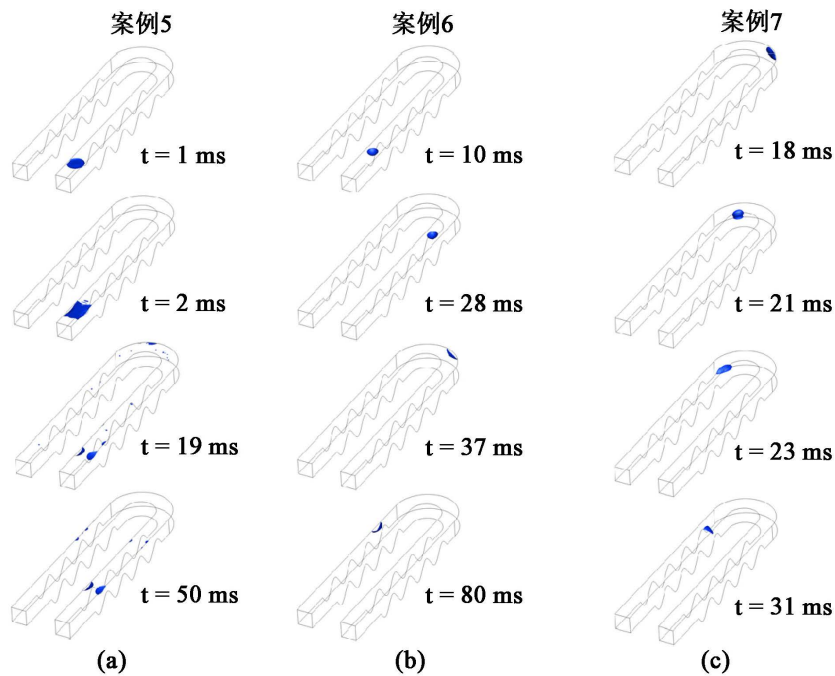 案例5 案例6 案例7
t = 1 ms t = 10 ms t = 18 ms
t = 2 ms t = 28 ms t = 21 ms
t = 19 ms t = 37 ms t = 23 ms
t = 50 ms t = 80 ms t = 31 ms
(a) (b) (c)